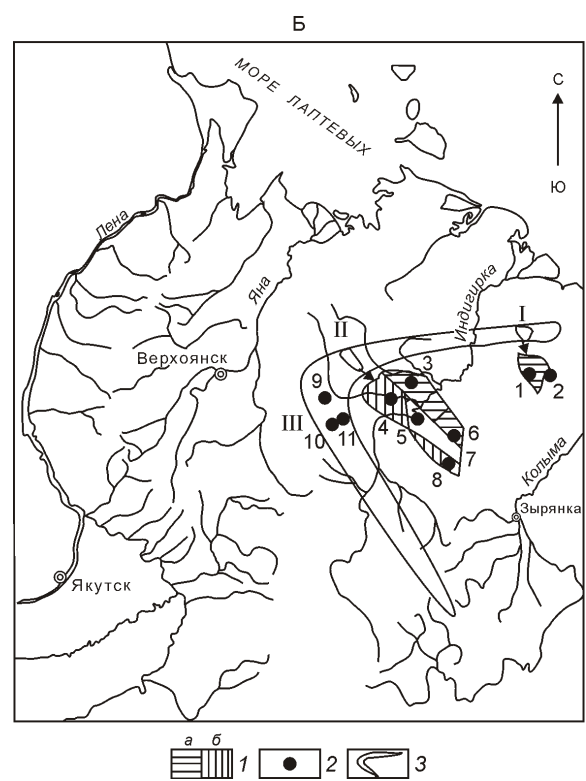 Б
МОРЕ ЛАПТЕВЫХ
С
Ю
Лена
Яна
Индигирка
I
II
Верхоянск
3
1
2
9
III
4
5
6
10
11
7
8
Колыма
Зырянка
Якутск
а б
1
2
3